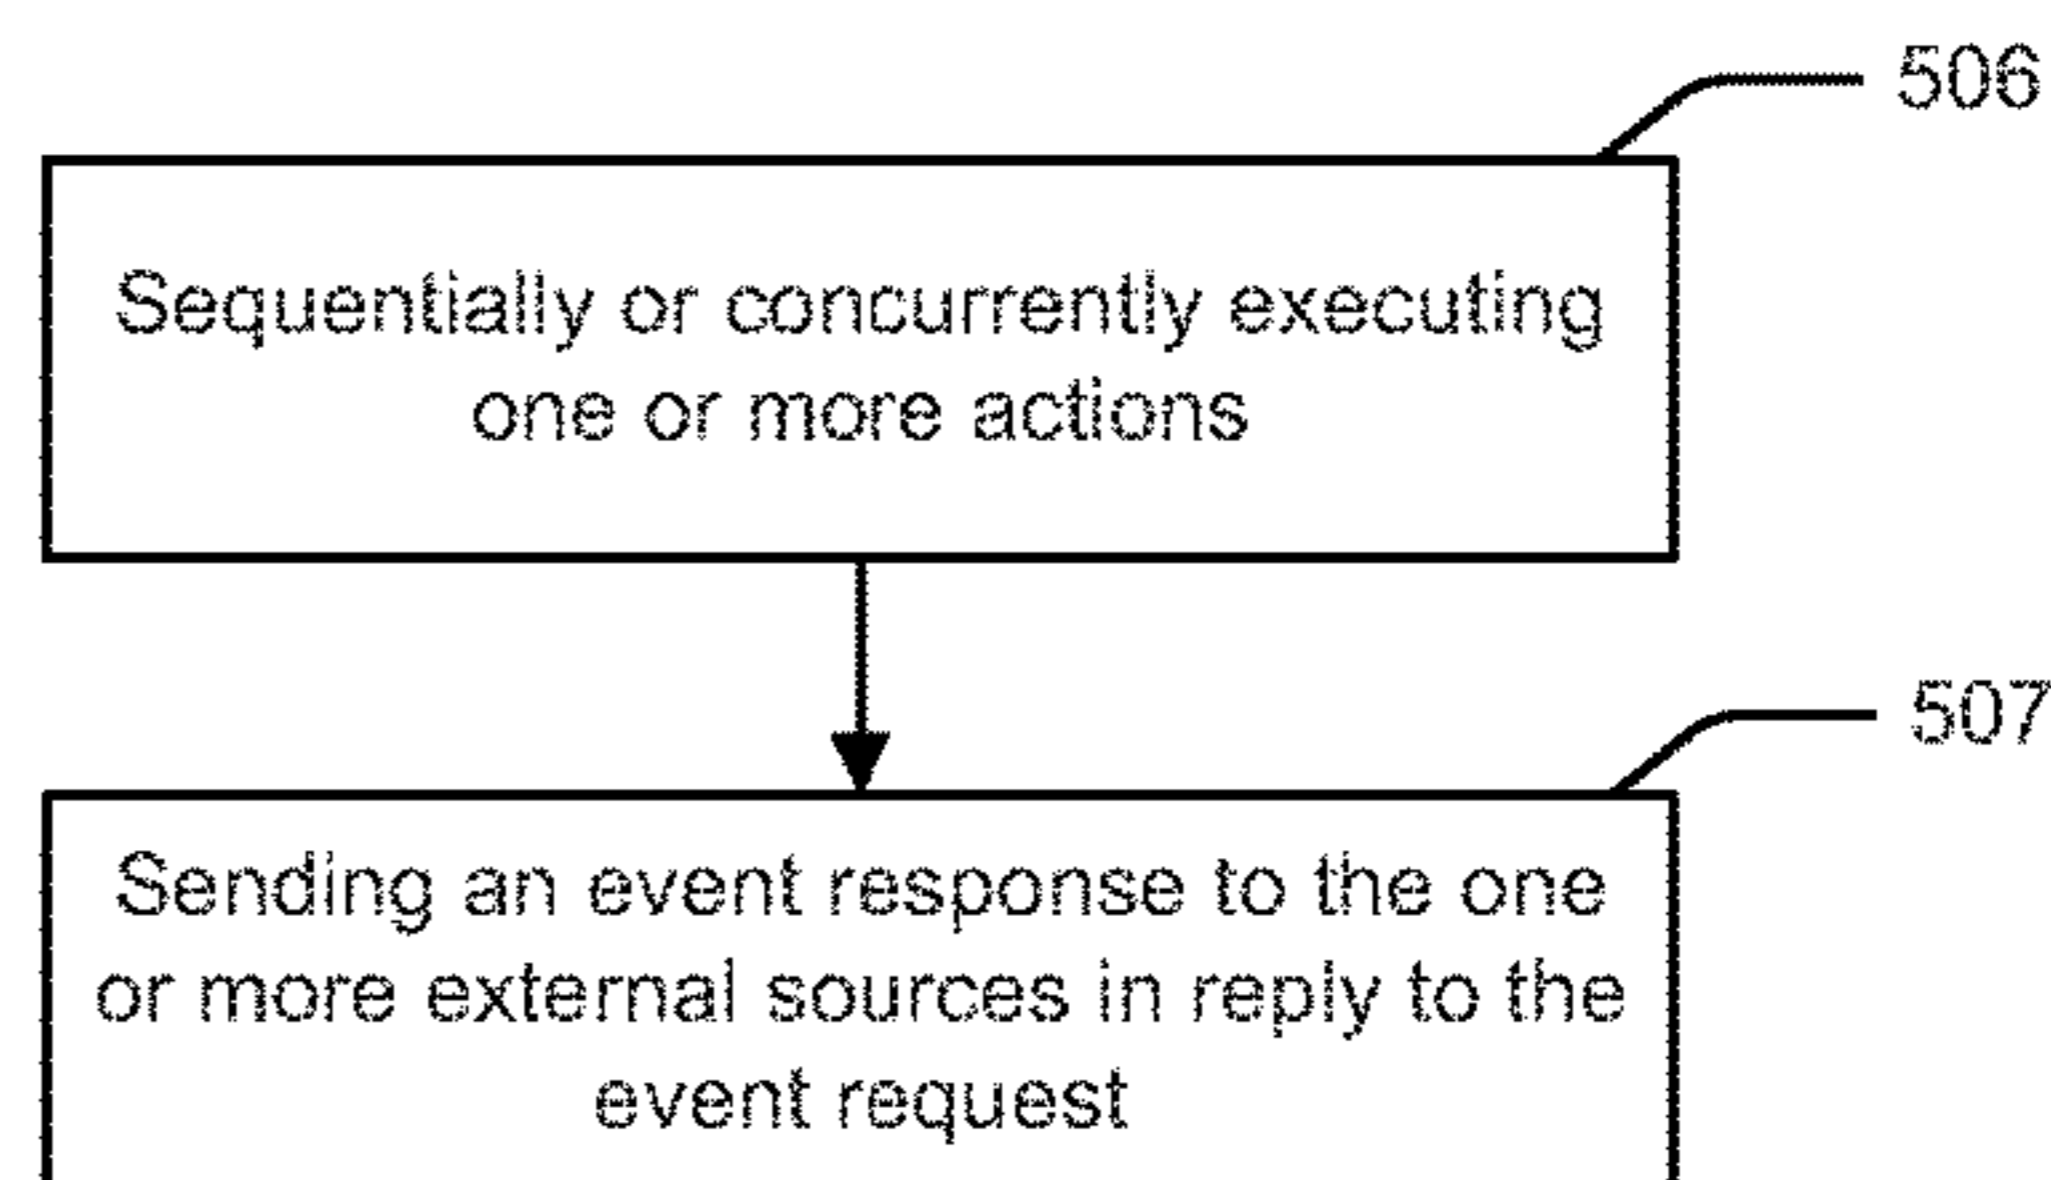 506
Sequentially or concurrently executing
one or more actions
507
Sending an event response to the one
or more external sources in reply to the
event request